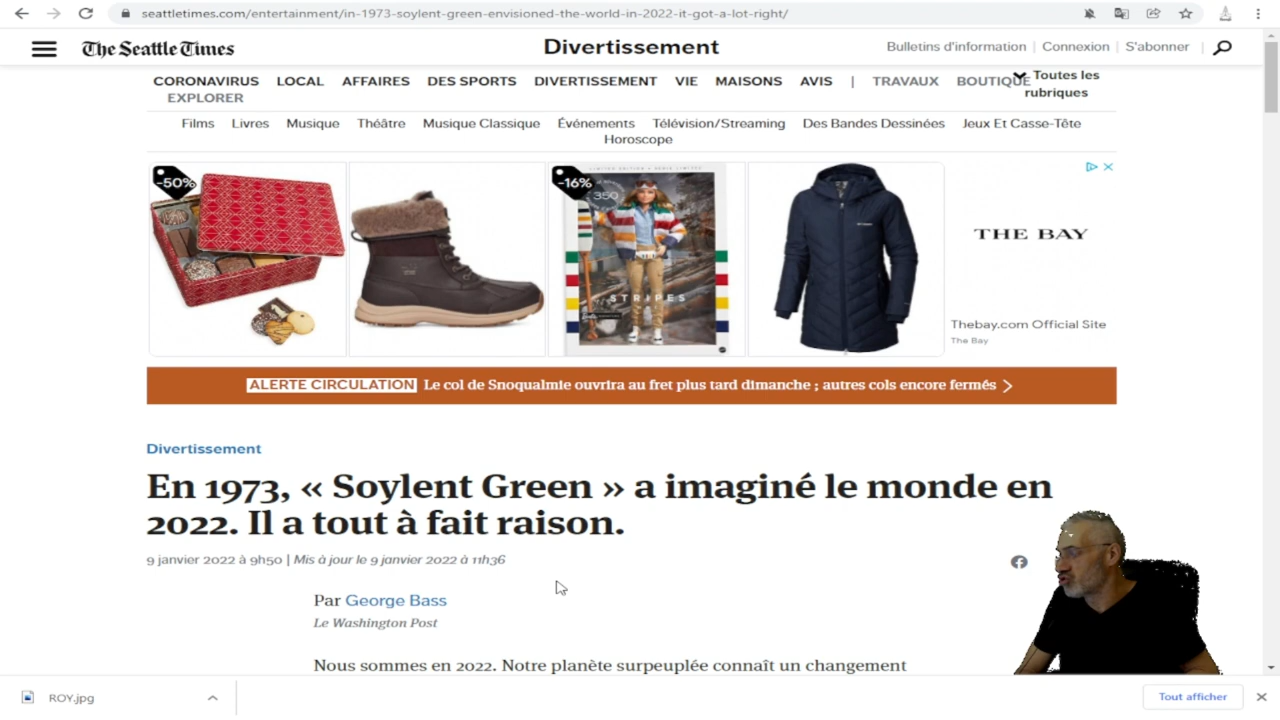 seattletimes.com/entertainment/in-1973-soylent-green-envisioned-the-world-in-2022-it-got-a-lot-right/
The Seattle Times
Divertissement
Bulletins d'information | Connexion | S'abonner |
CORONAVIRUS LOCAL AFFAIRES DES SPORTS DIVERTISSEMENT VIE MAISONS AVIS | TRAVAUX BOUTIQUE
Toutes les
rubriques
EXPLORER
Films Livres Musique Théâtre Musique Classique Événements Télévision/Streaming Des Bandes Dessinées Jeux Et Casse-Tête
Horoscope
-50%
-16%
350
STRIPES
THE BAY
Thebay.com Official Site
The Bay
ALERTE CIRCULATION Le col de Snoqualmie ouvrira au fret plus tard dimanche ; autres cols encore fermés
Divertissement
En 1973, « Soylent Green » a imaginé le monde en
2022. Il a tout à fait raison.
9 janvier 2022 à 9h50 | Mis à jour le 9 janvier 2022 à 11h36
Par George Bass
Le Washington Post
Nous sommes en 2022. Notre planète surpeuplée connaît un changement
ROY.jpg
Tout afficher